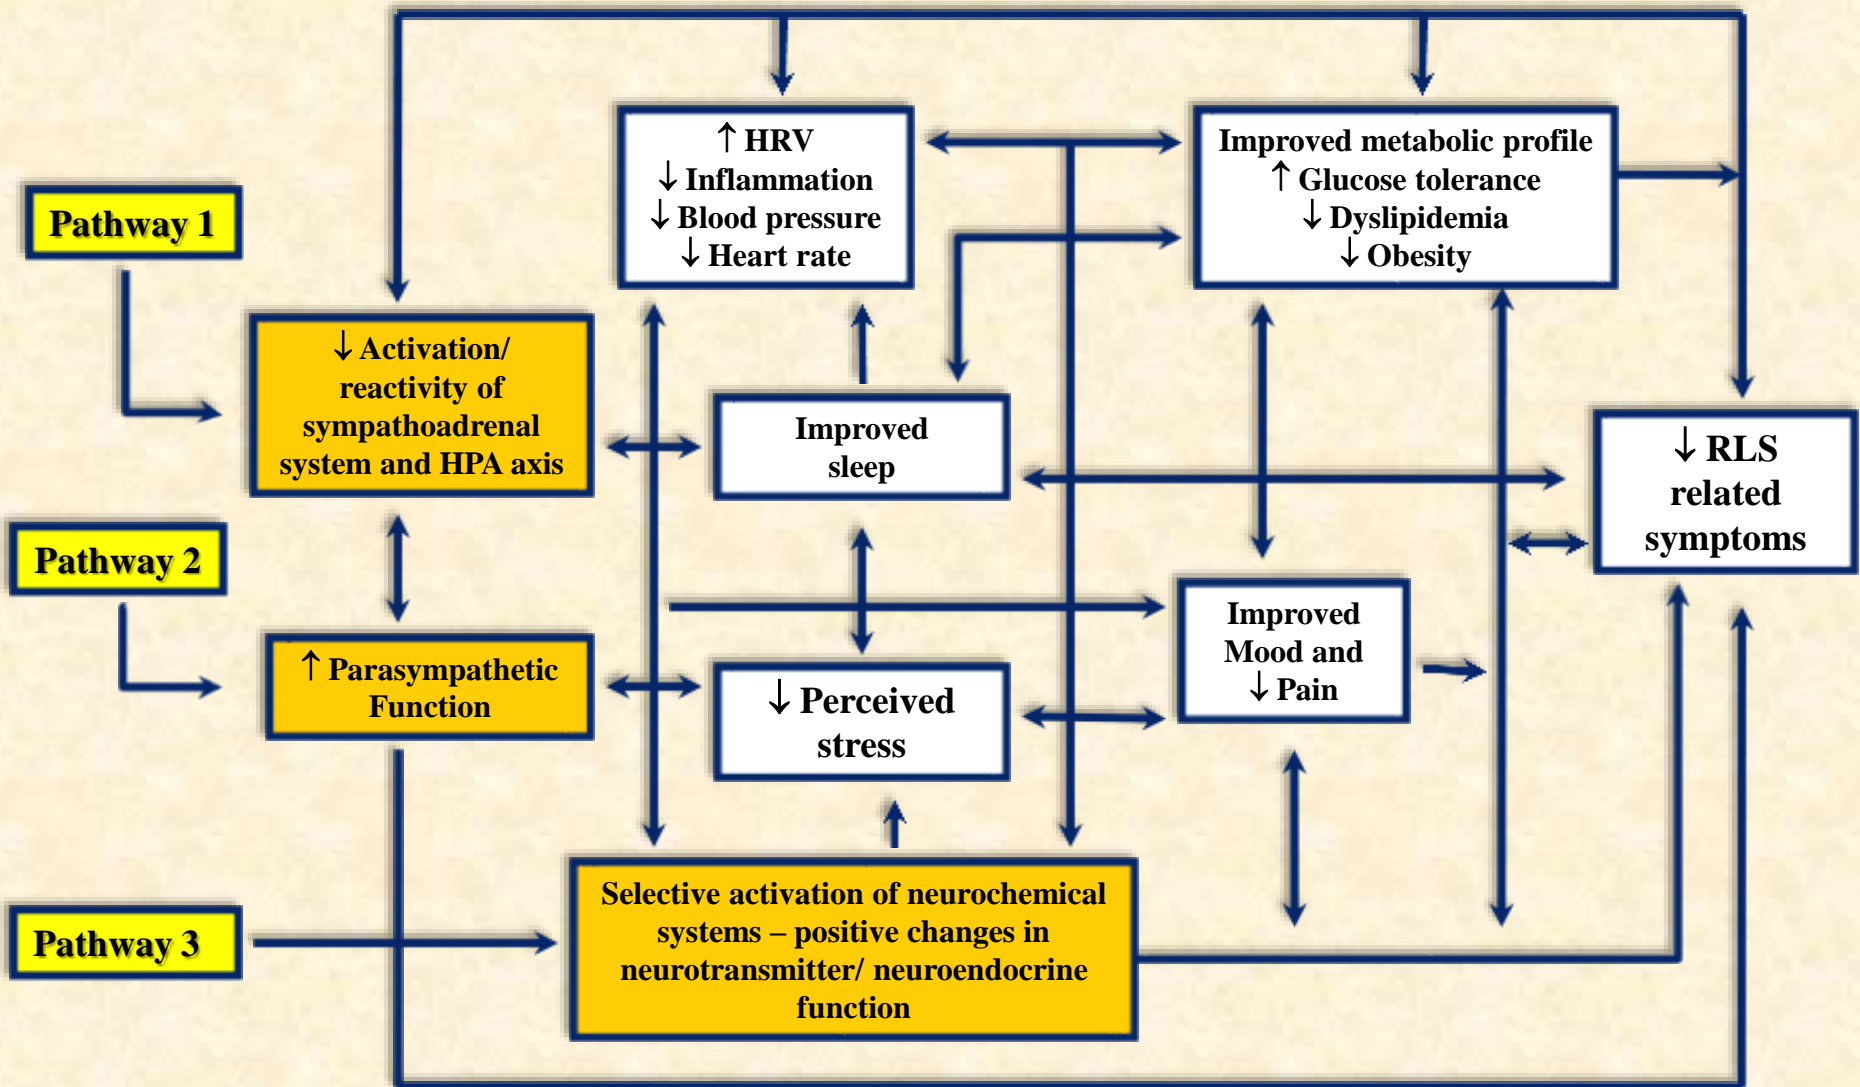 ↑ HRV
↓ Inflammation
↓ Blood pressure
↓ Heart rate
Improved metabolic profile
↑ Glucose tolerance
↓ Dyslipidemia
↓ Obesity
Pathway 1
↓ Activation/
reactivity of
sympathoadrenal
system and HPA axis
Improved
sleep
↓ RLS
related
symptoms
Pathway 2
↑ Parasympathetic
Function
↓ Perceived
stress
Improved
Mood and
↓ Pain
Pathway 3
Selective activation of neurochemical
systems – positive changes in
neurotransmitter/ neuroendocrine
function